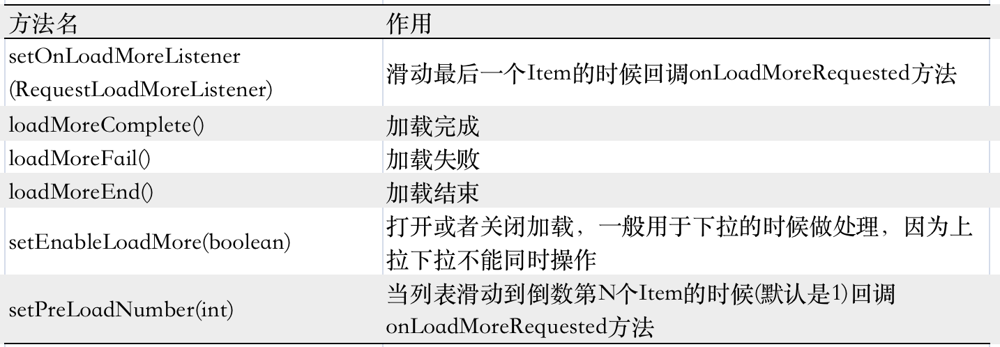 方法名
作用
setOnLoadMoreListener
(RequestLoadMoreListener)
滑动最后一个Item的时候回调onLoadMoreRequested方法
loadMoreComplete()
加载完成
loadMoreFail()
加载失败
loadMoreEnd()
加载结束
setEnableLoadMore(boolean)
打开或者关闭加载，一般用于下拉的时候做处理，因为上
拉下拉不能同时操作
setPreLoadNumber(int)
当列表滑动到倒数第N个Item的时候(默认是1)回调
onLoadMoreRequested方法